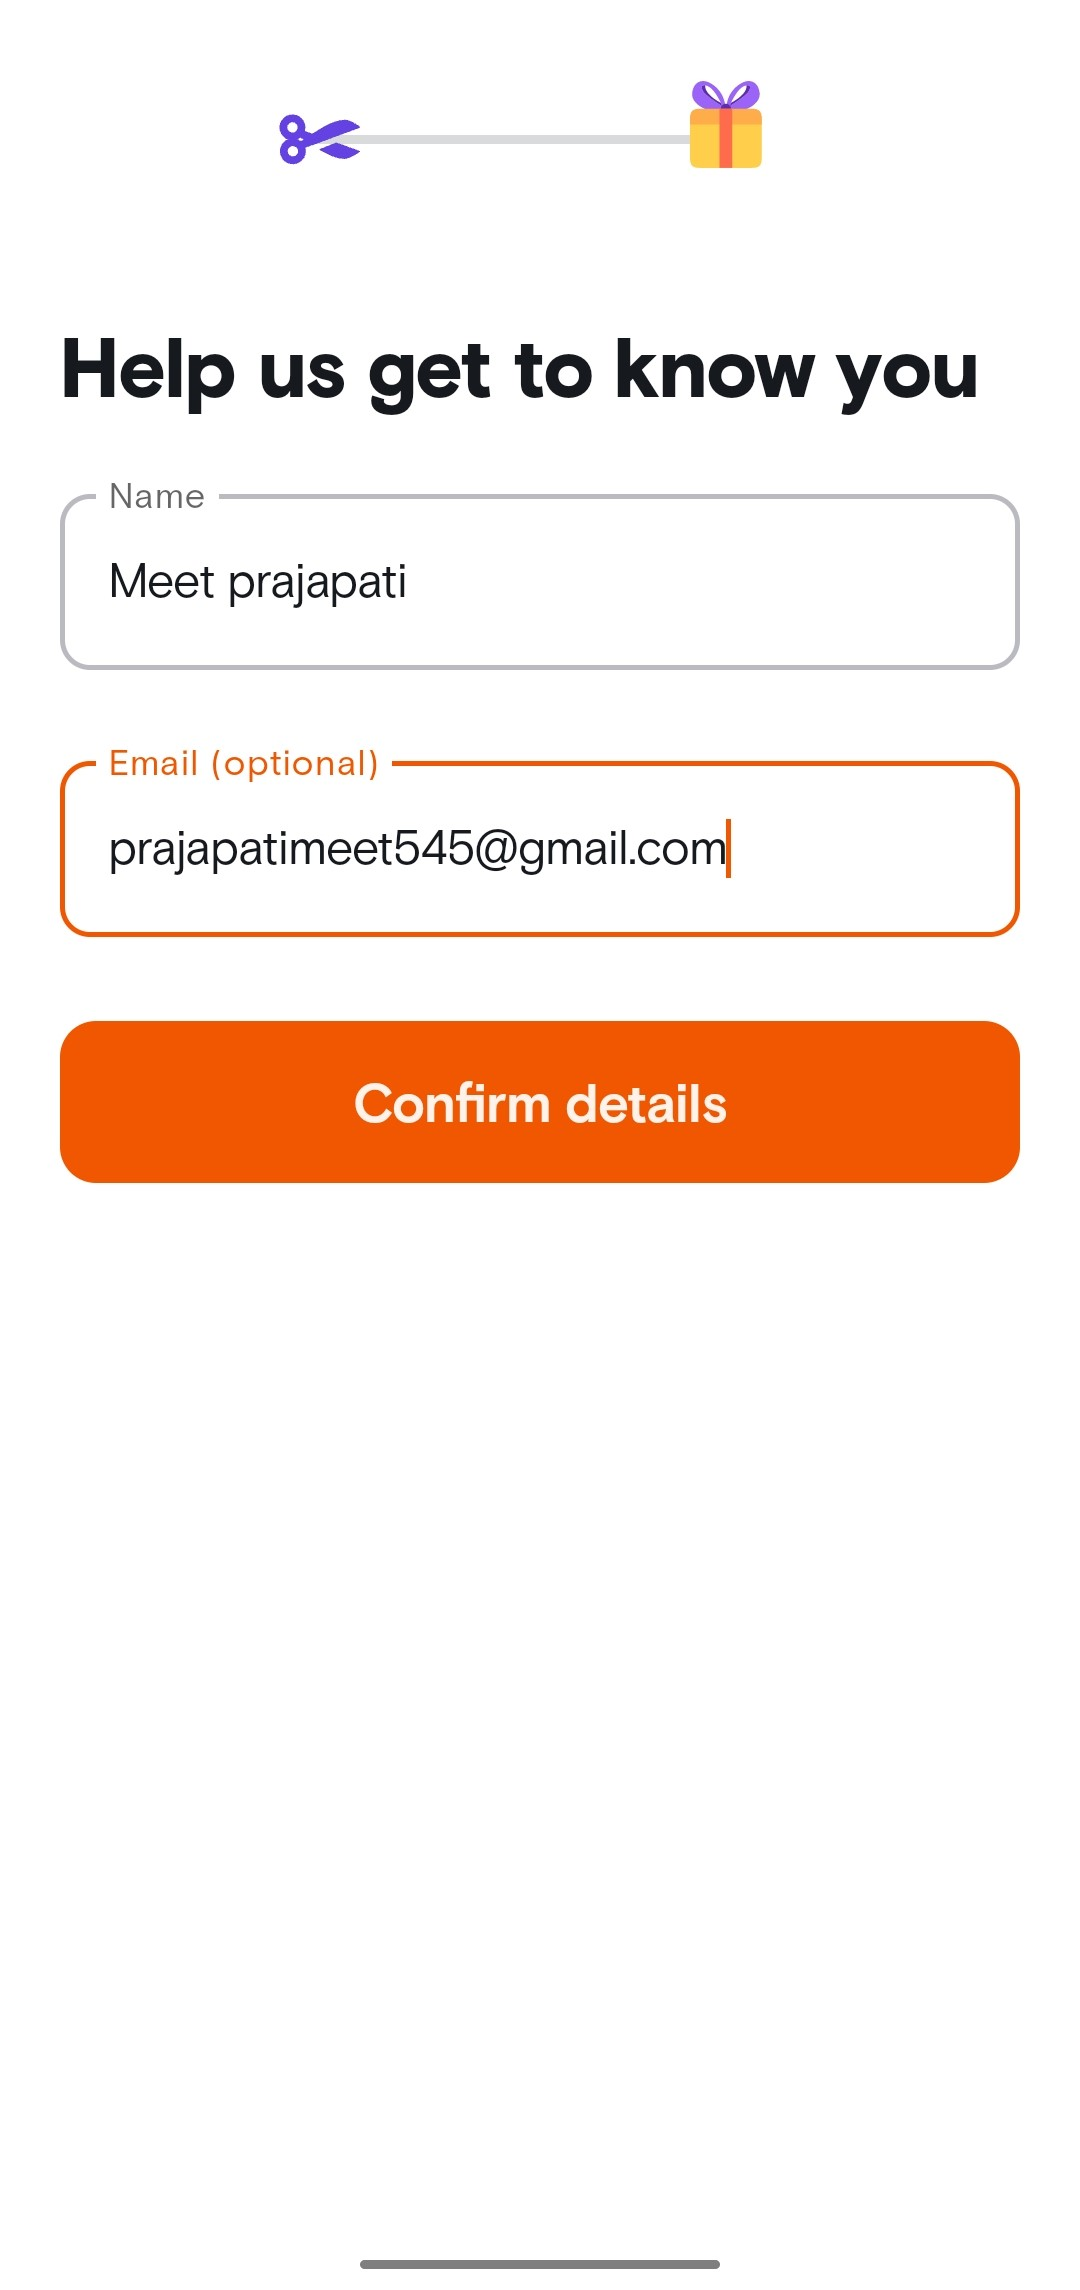 Help us get to know you
Name
Meet prajapati
Email (optional)
prajapatimeet545@gmail.com
Confirm details